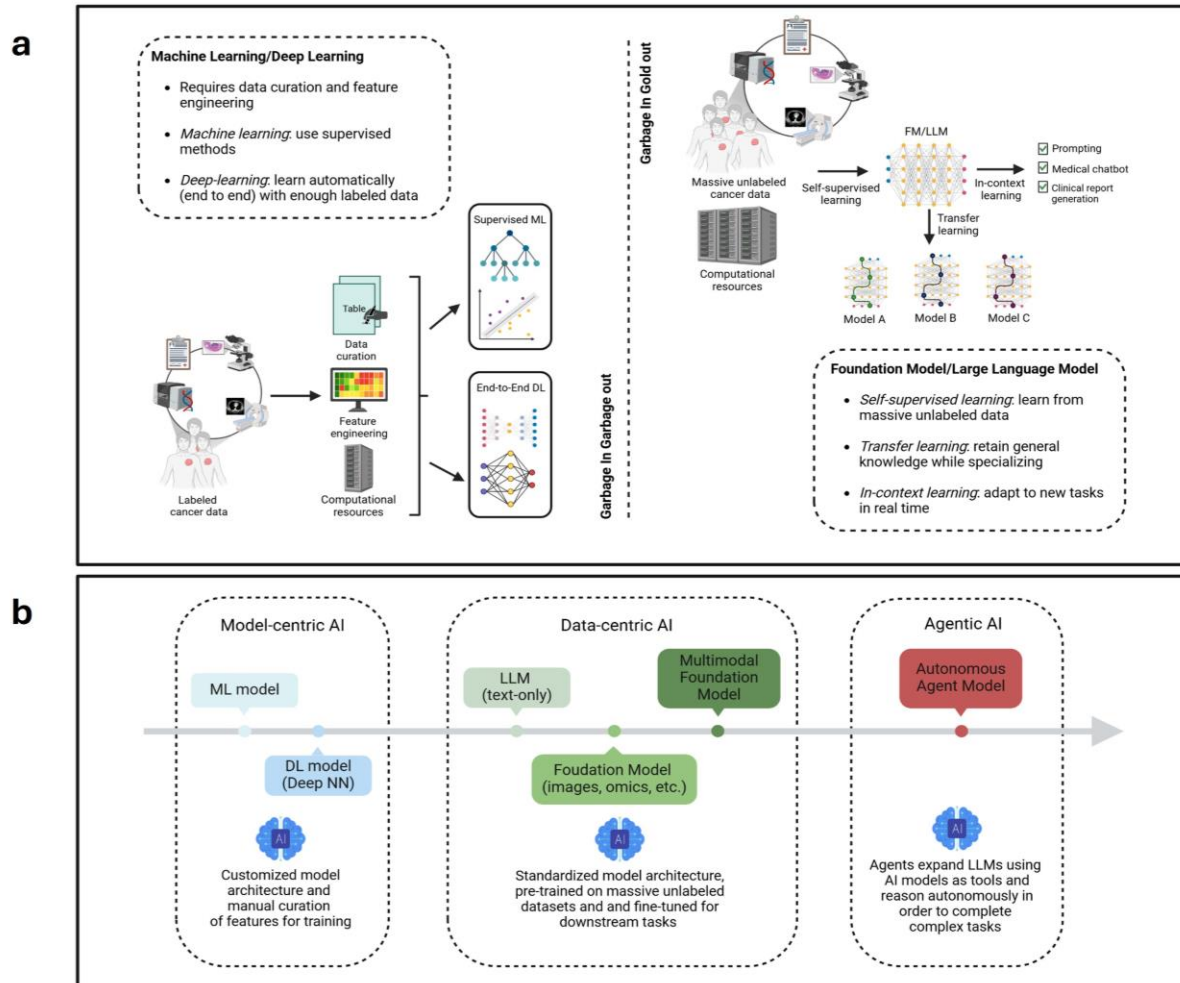 a
Machine Learning/Deep Learning
• Requires data curation and feature
engineering
• Machine learning: use supervised
methods
• Deep-learning: learn automatically
(end to end) with enough labeled data
Labeled
cancer data
Table
Data
curation
Feature
engineering
Computational
resources
Supervised ML
End-to-End DL
Garbage In Garbage out
Garbage In Gold out
Massive unlabeled
cancer data
Computational
resources
Self-supervised
learning
FM/LLM
In-context
learning
Prompting
Medical chatbot
Clinical report
generation
Transfer
learning
Model A
Model B
Model C
Foundation Model/Large Language Model
• Self-supervised learning: learn from
massive unlabeled data
• Transfer learning: retain general
knowledge while specializing
• In-context learning: adapt to new tasks
in real time
b
Model-centric AI
ML model
DL model
(Deep NN)
AI
Customized model
architecture and
manual curation
of features for training
Data-centric AI
LLM
(text-only)
Foudation Model
(images, omics, etc.)
Multimodal
Foundation
Model
AI
Standardized model architecture,
pre-trained on massive unlabeled
datasets and and fine-tuned for
downstream tasks
Agentic AI
Autonomous
Agent Model
AI
Agents expand LLMs using
AI models as tools and
reason autonomously in
order to complete
complex tasks